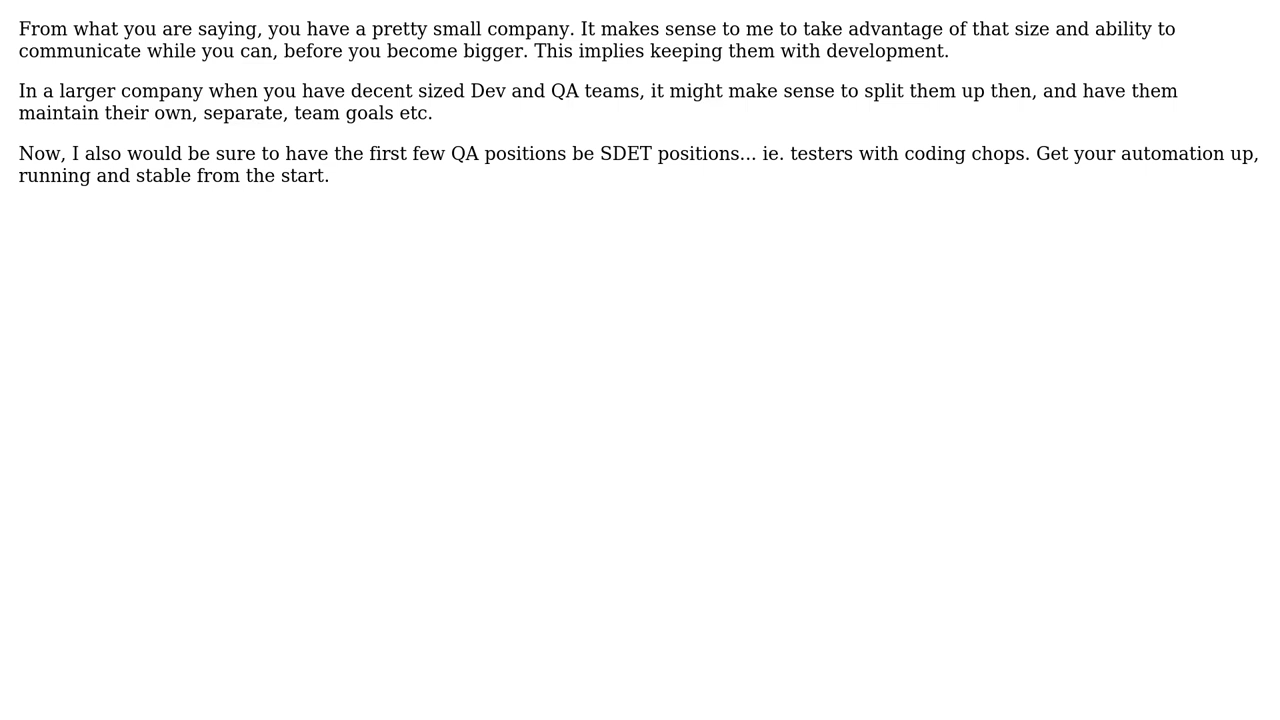 From what you are saying, you have a pretty small company. It makes sense to me to take advantage of that size and ability to
communicate while you can, before you become bigger. This implies keeping them with development.
In a larger company when you have decent sized Dev and QA teams, it might make sense to split them up then, and have them
maintain their own, separate, team goals etc.
Now, I also would be sure to have the first few QA positions be SDET positions... ie. testers with coding chops. Get your automation up,
running and stable from the start.